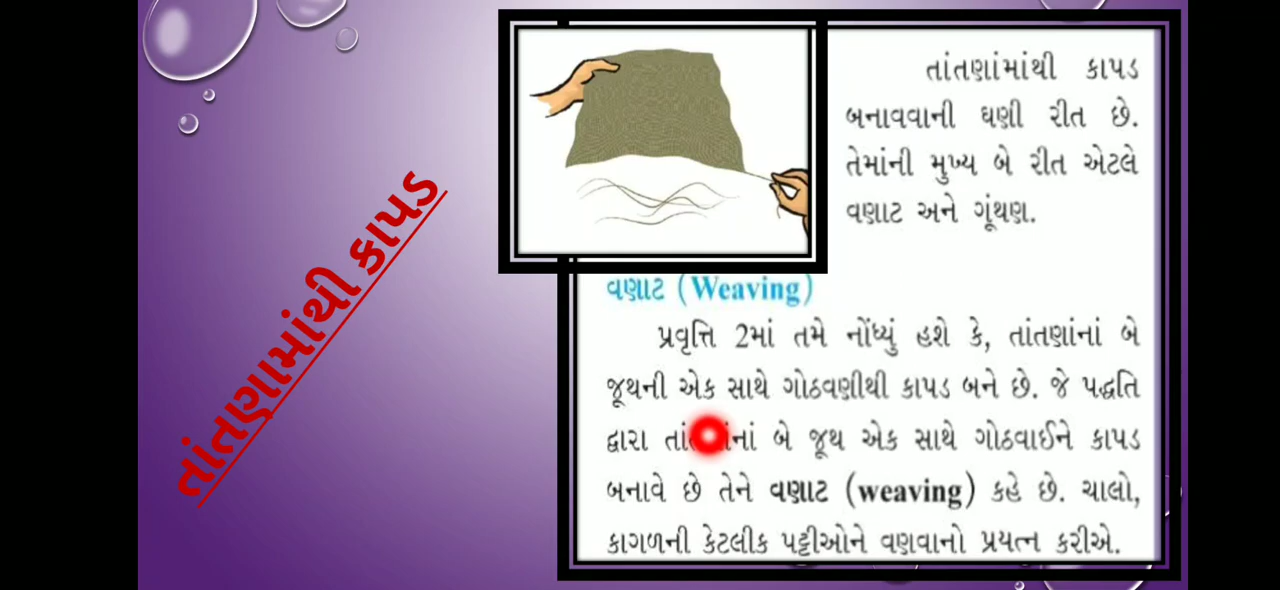 તાંતણામાંથી કાપડ
તાંતણાંમાંથી કાપડ
બનાવવાની ઘણી રીત છે.
તેમાંની મુખ્ય બે રીત એટલે
વણાટ અને ગૂંથણ.
વણાટ (Weaving)
પ્રવૃત્તિ 2માં તમે નોંધ્યું હશે કે, તાંતણાંનાં બે
જૂથની એક સાથે ગોઠવણીથી કાપડ બને છે. જે પદ્ધતિ
દ્વારા બે જૂથ એક સાથે ગોઠવાઈને કાપડ
બનાવે છે તેને વણાટ (weaving) કહે છે. ચાલો,
કાગળની કેટલીક પટ્ટીઓને વણવાનો પ્રયત્ન કરીએ.